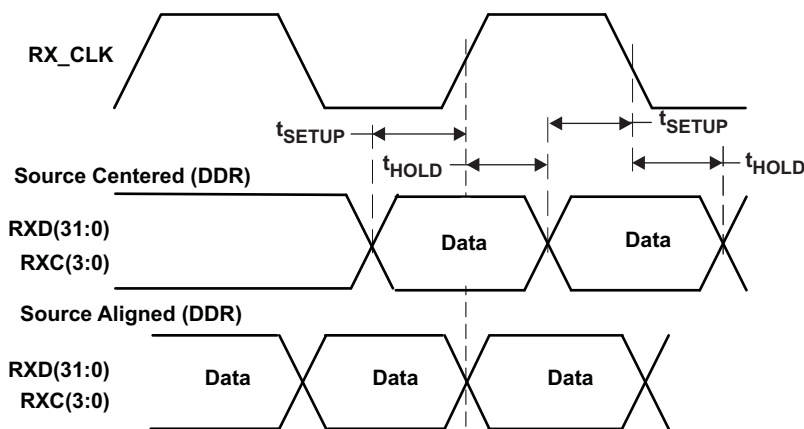 RX_CLK
tSETUP
tSETUP
tHOLD
tHOLD
Source Centered (DDR)
RXD(31:0)
RXC(3:0)
Data
Data
Source Aligned (DDR)
RXD(31:0)
RXC(3:0)
Data
Data
Data